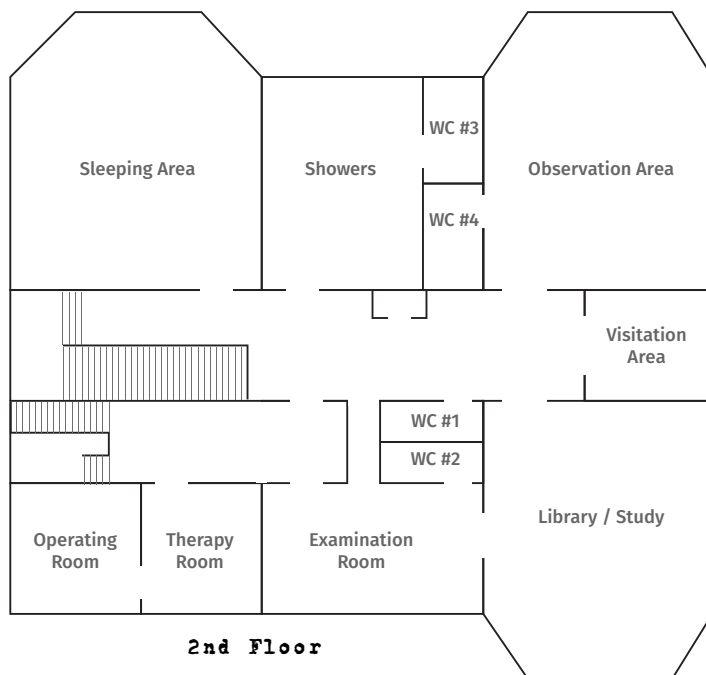 WC #3
Sleeping Area
Showers
Observation Area
WC #4
Visitation
Area
WC #1
WC #2
Library / Study
Operating
Room
Therapy
Room
Examination
Room
2nd Floor